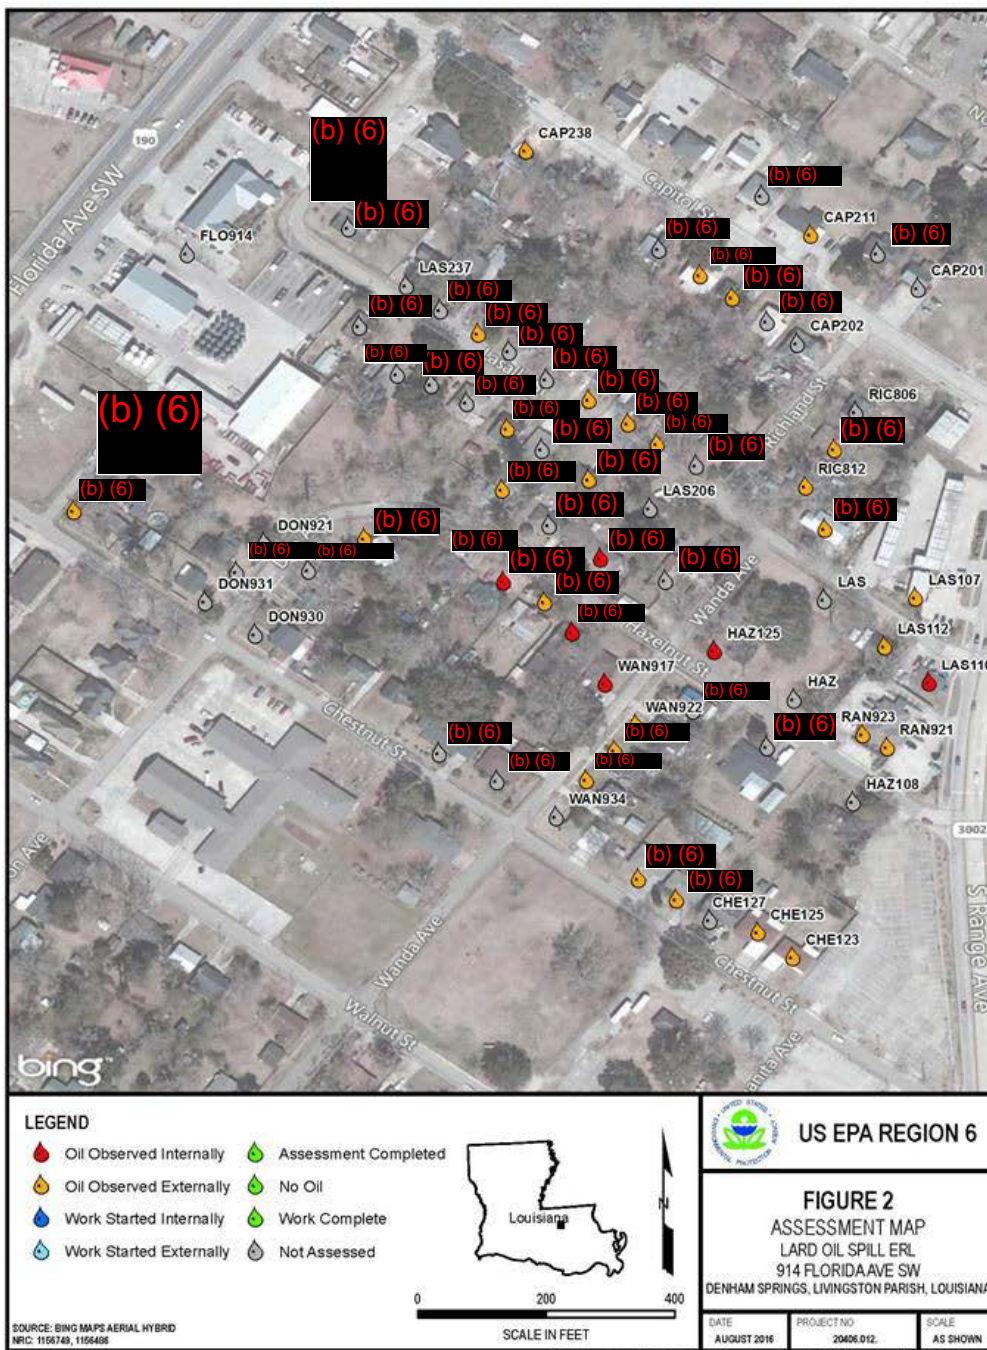 190
Florida Ave SW
(b) (6)
CAP238
Capitol St
(b) (6)
(b) (6)
FLO914
CAP211
(b) (6)
(b) (6)
(b) (6)
CAP201
LAS237
(b) (6)
(b) (6)
(b) (6)
(b) (6)
(b) (6)
CAP202
(b) (6)
(b) (6)
(b) (6)
(b) (6)
(b) (6)
(b) (6)
RIC806
Richland St
(b) (6)
(b) (6)
(b) (6)
(b) (6)
(b) (6)
(b) (6)
(b) (6)
(b) (6)
RIC812
(b) (6)
(b) (6)
(b) (6)
LAS206
(b) (6)
(b) (6)
DON921
(b) (6)
(b) (6)
(b) (6)
(b) (6)
(b) (6)
(b) (6)
(b) (6)
(b) (6)
DON931
LAS
LAS107
Wanda Ave
(b) (6)
DON930
Hazelnut St
HAZ125
LAS112
WAN917
LAS110
HAZ
(b) (6)
WAN922
Chestnut St
(b) (6)
(b) (6)
(b) (6)
RAN923
RAN921
(b) (6)
(b) (6)
HAZ108
WAN934
3002
(b) (6)
(b) (6)
CHE127
CHE125
CHE123
S Range Ave
Wanda Ave
Chestnut St
Walnut St
bing
LEGEND
Oil Observed Internally
Oil Observed Externally
Work Started Internally
Work Started Externally
Assessment Completed
No Oil
Work Complete
Not Assessed
Louisiana
N
0 200 400
SCALE IN FEET
SOURCE: BING MAPS AERIAL HYBRID
NRC: 1156749, 1156486
US EPA REGION 6
FIGURE 2
ASSESSMENT MAP
LARD OIL SPILL ERL
914 FLORIDA AVE SW
DENHAM SPRINGS, LIVINGSTON PARISH, LOUISIANA
DATE
AUGUST 2016
PROJECT NO
20406.012.
SCALE
AS SHOWN